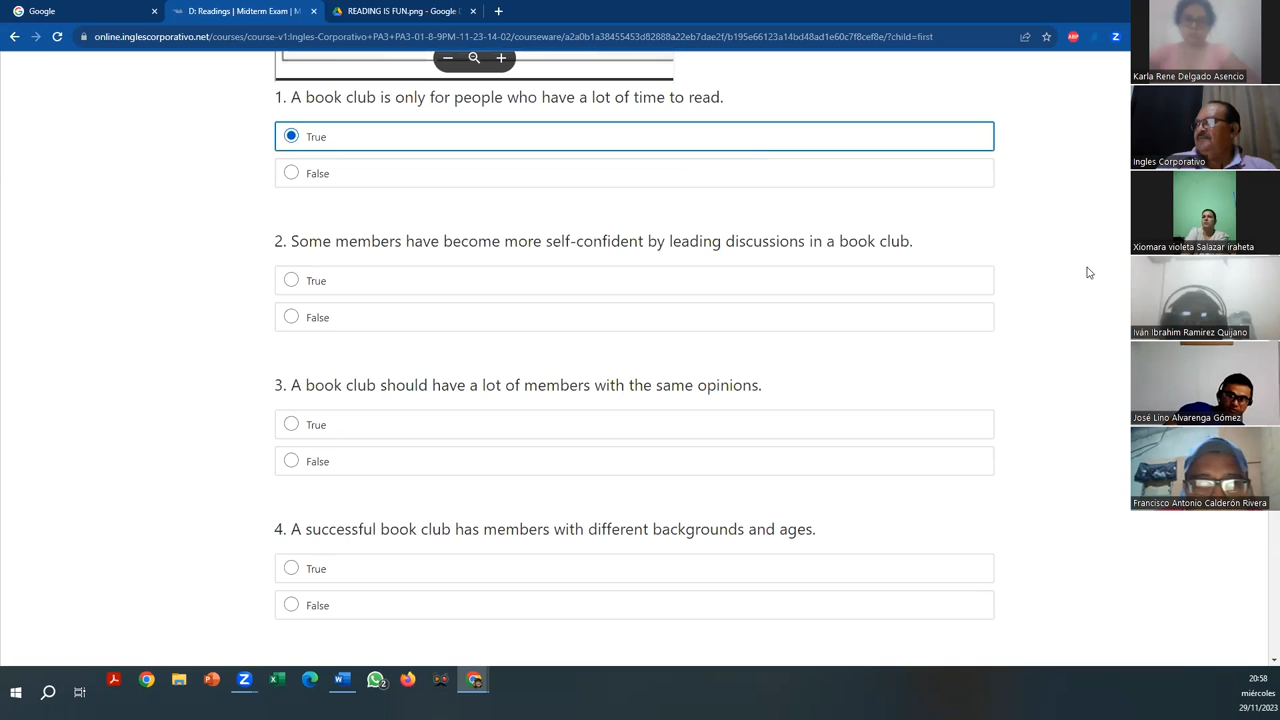 Google
D: Readings | Midterm Exam | M
READING IS FUN.png - Google D
online.inglescorporativo.net/courses/course-v1:Ingles-Corporativo+PA3+PA3-01-8-9PM-11-23-14-02/courseware/a2a0b1a38455453d82888a22eb7dae2f/b195e66123a14bd48ad1e60c7f8cef8e/?child=first
ABP
1. A book club is only for people who have a lot of time to read.
True
False
2. Some members have become more self-confident by leading discussions in a book club.
True
False
3. A book club should have a lot of members with the same opinions.
True
False
4. A successful book club has members with different backgrounds and ages.
True
False
Karla Rene Delgado Asencio
Ingles Corporativo
Xiomara violeta Salazar iraheta
Iván Ibrahim Ramirez Quijano
José Lino Alvarenga Gómez
Francisco Antonio Calderón Rivera
2
20:58
miércoles
29/11/2023